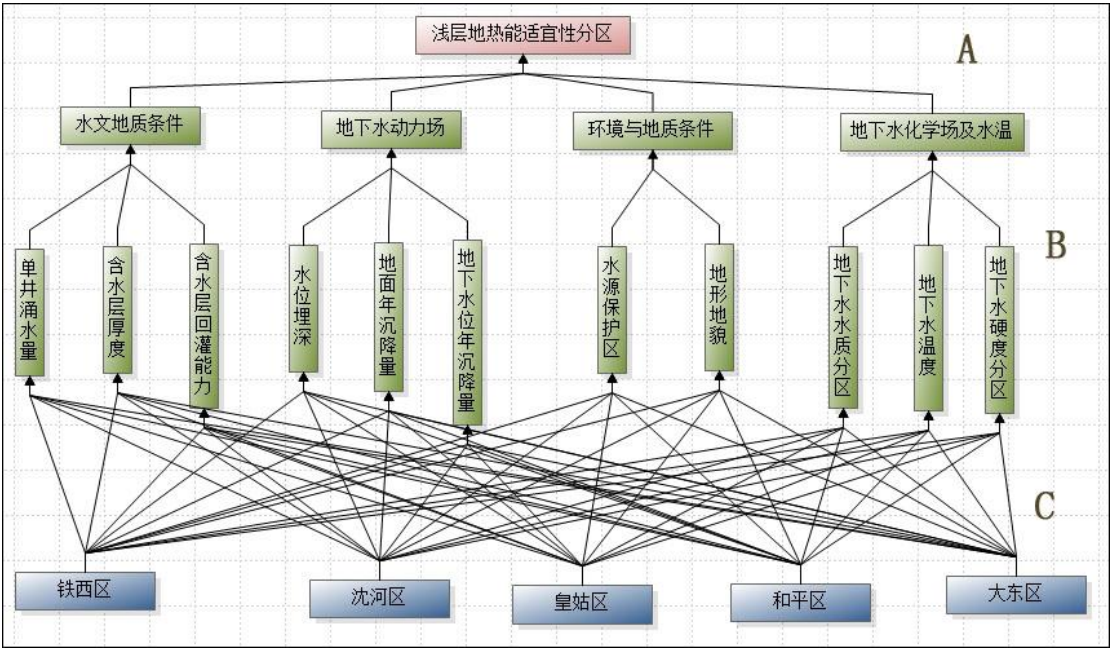 浅层地热能适宜性分区
A
水文地质条件
地下水动力场
环境与地质条件
地下水化学场及水温
B
单井涌水量
含水层厚度
含水层回灌能力
水位埋深
地面年沉降量
地下水位年沉降量
水源保护区
地形地貌
地下水水质分区
地下水温度
地下水硬度分区
C
铁西区
沈河区
皇姑区
和平区
大东区